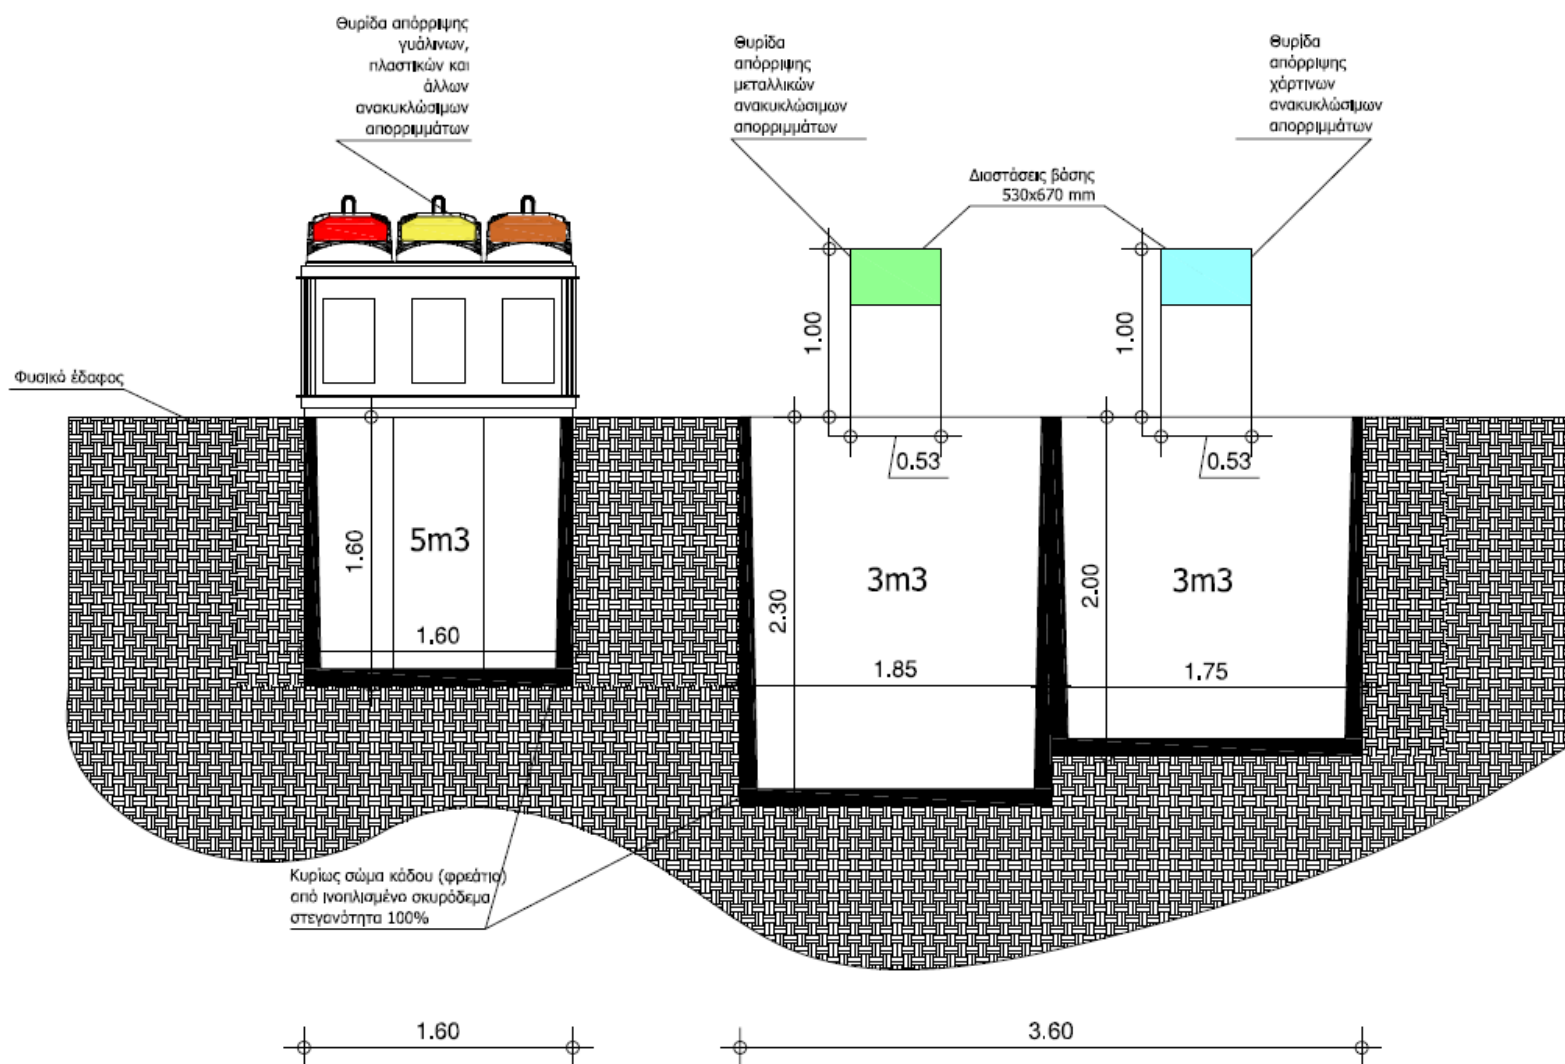 Θυρίδα απόρριψης
γυάλινων,
πλαστικών και
άλλων
ανακυκλώσιμων
απορριμμάτων
Θυρίδα
απόρριψης
μεταλλικών
ανακυκλώσιμων
απορριμμάτων
Θυρίδα
απόρριψης
χάρτινων
ανακυκλώσιμων
απορριμμάτων
Διαστάσεις βάσης
530x670 mm
1.00
1.00
Φυσικό έδαφος
0.53
0.53
1.60
5m3
1.60
2.30
3m3
1.85
2.00
3m3
1.75
Κυρίως σώμα κάδου (φρεάτιο)
από ινοπλισμένο σκυρόδεμα
στεγανότητα 100%
1.60
3.60